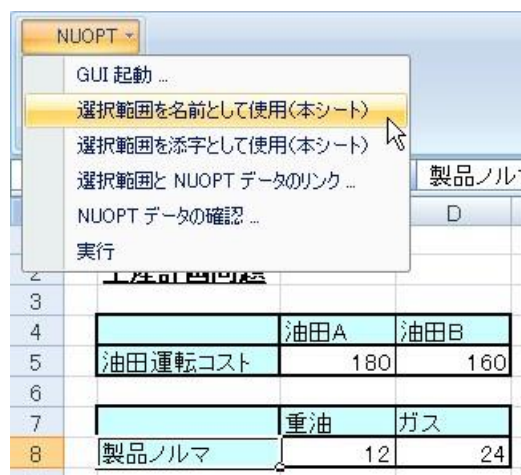 NUOPT
GUI 起動 ...
選択範囲を名前として使用(本シート)
選択範囲を添字として使用(本シート)
選択範囲と NUOPT データのリンク ...
製品ノル
NUOPT データの確認 ...
D
実行
2
3
4 油田A 油田B
5 油田運転コスト 180 160
6
7 重油 ガス
8 製品ノルマ 12 24